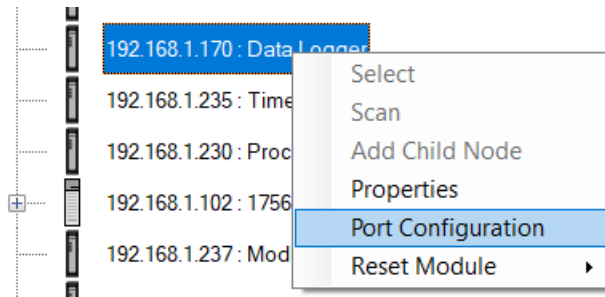 192.168.1.170 : Data Logger
192.168.1.235 : Time
192.168.1.230 : Proc
192.168.1.102 : 1756
192.168.1.237 : Mod
Select
Scan
Add Child Node
Properties
Port Configuration
Reset Module